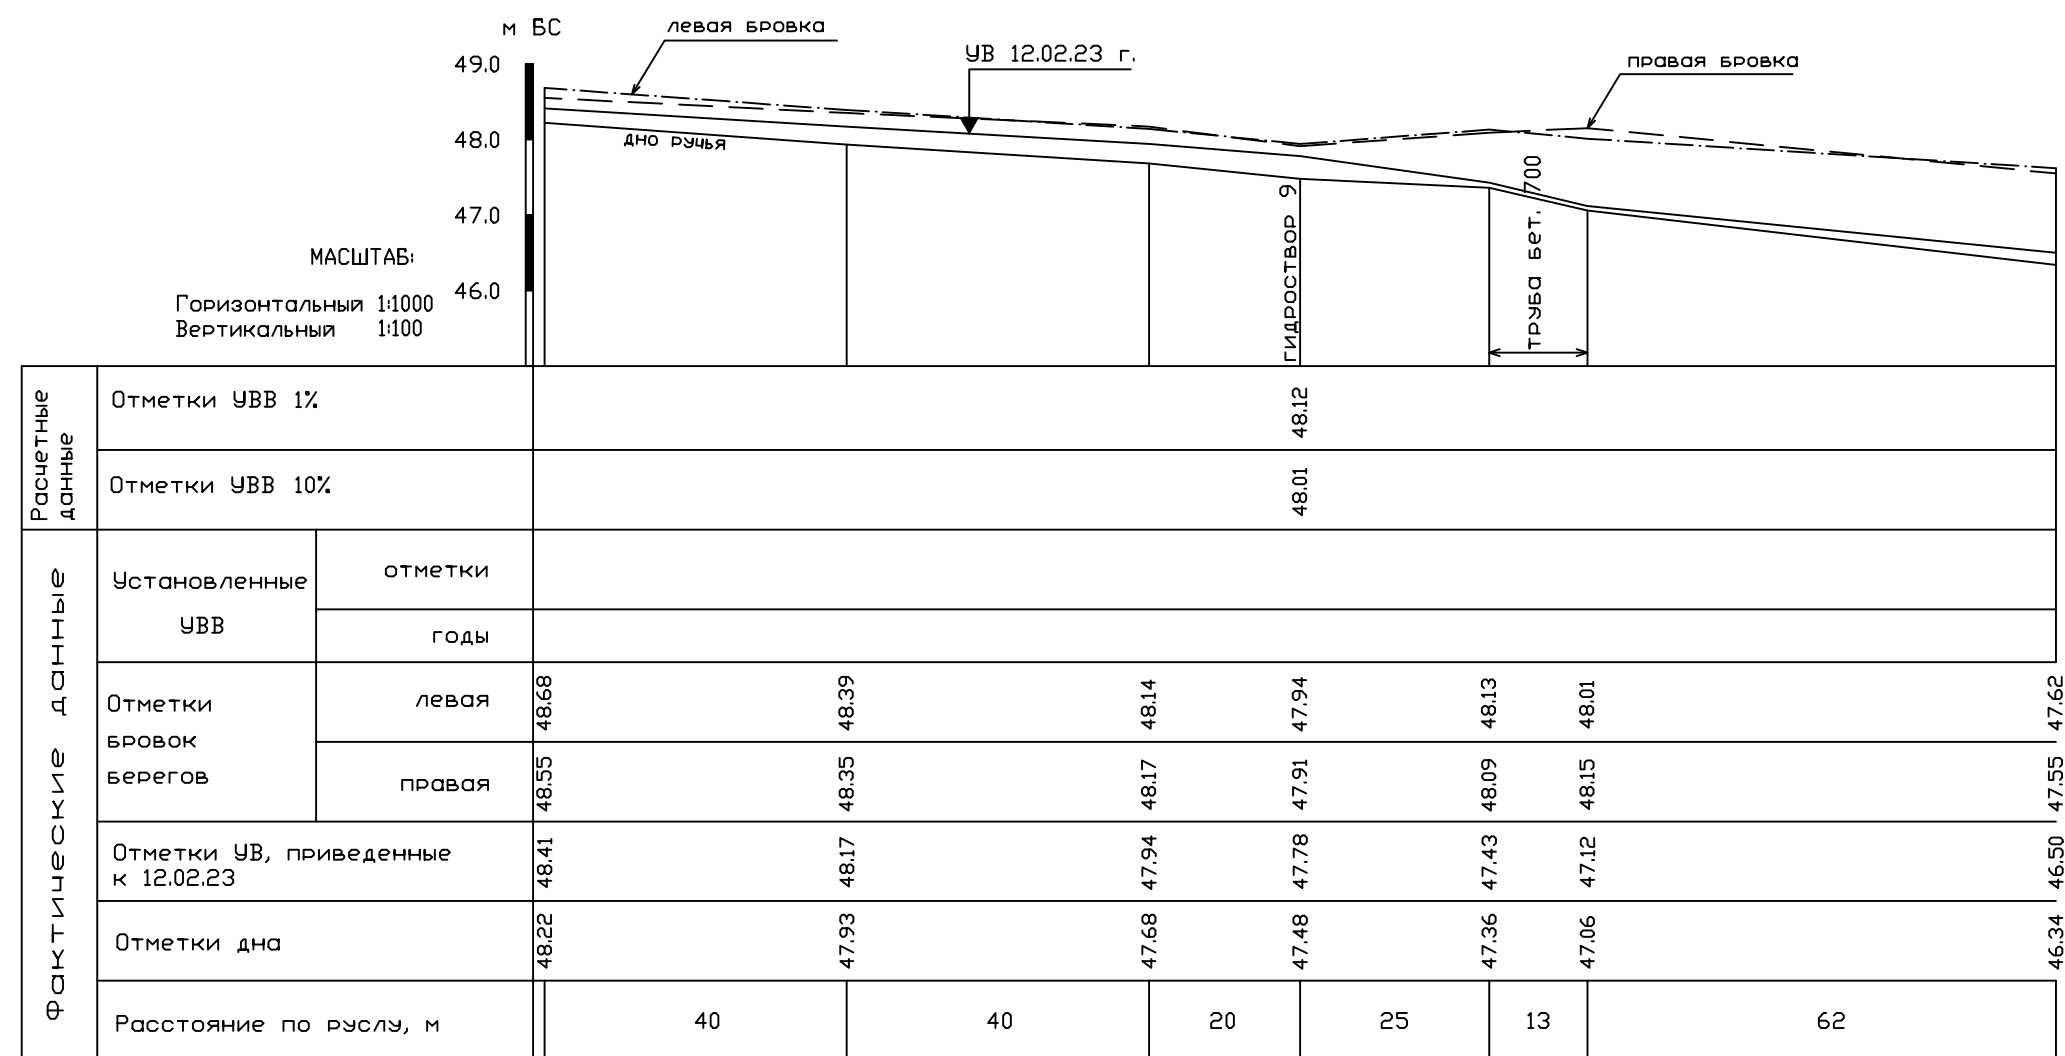 м БС
левая бровка
УВ 12.02.23 г.
правая бровка
49.0
48.0
47.0
46.0
дно ручья
гидроствор 9
труба бет. 700
МАСШТАБ:
Горизонтальный 1:1000
Вертикальный 1:100
Расчетные
данные
Отметки УВВ 1%
48.12
Отметки УВВ 10%
48.01
Фактические данные
Установленные
УВВ
отметки
годы
Отметки
бровок
берегов
левая
48.68 48.39 48.14 47.94 48.13 48.01 47.62
правая
48.55 48.35 48.17 47.91 48.09 48.15 47.55
Отметки УВ, приведенные
к 12.02.23
48.41 48.17 47.94 47.78 47.43 47.12 46.50
Отметки дна
48.22 47.93 47.68 47.48 47.36 47.06 46.34
Расстояние по руслу, м
40 40 20 25 13 62